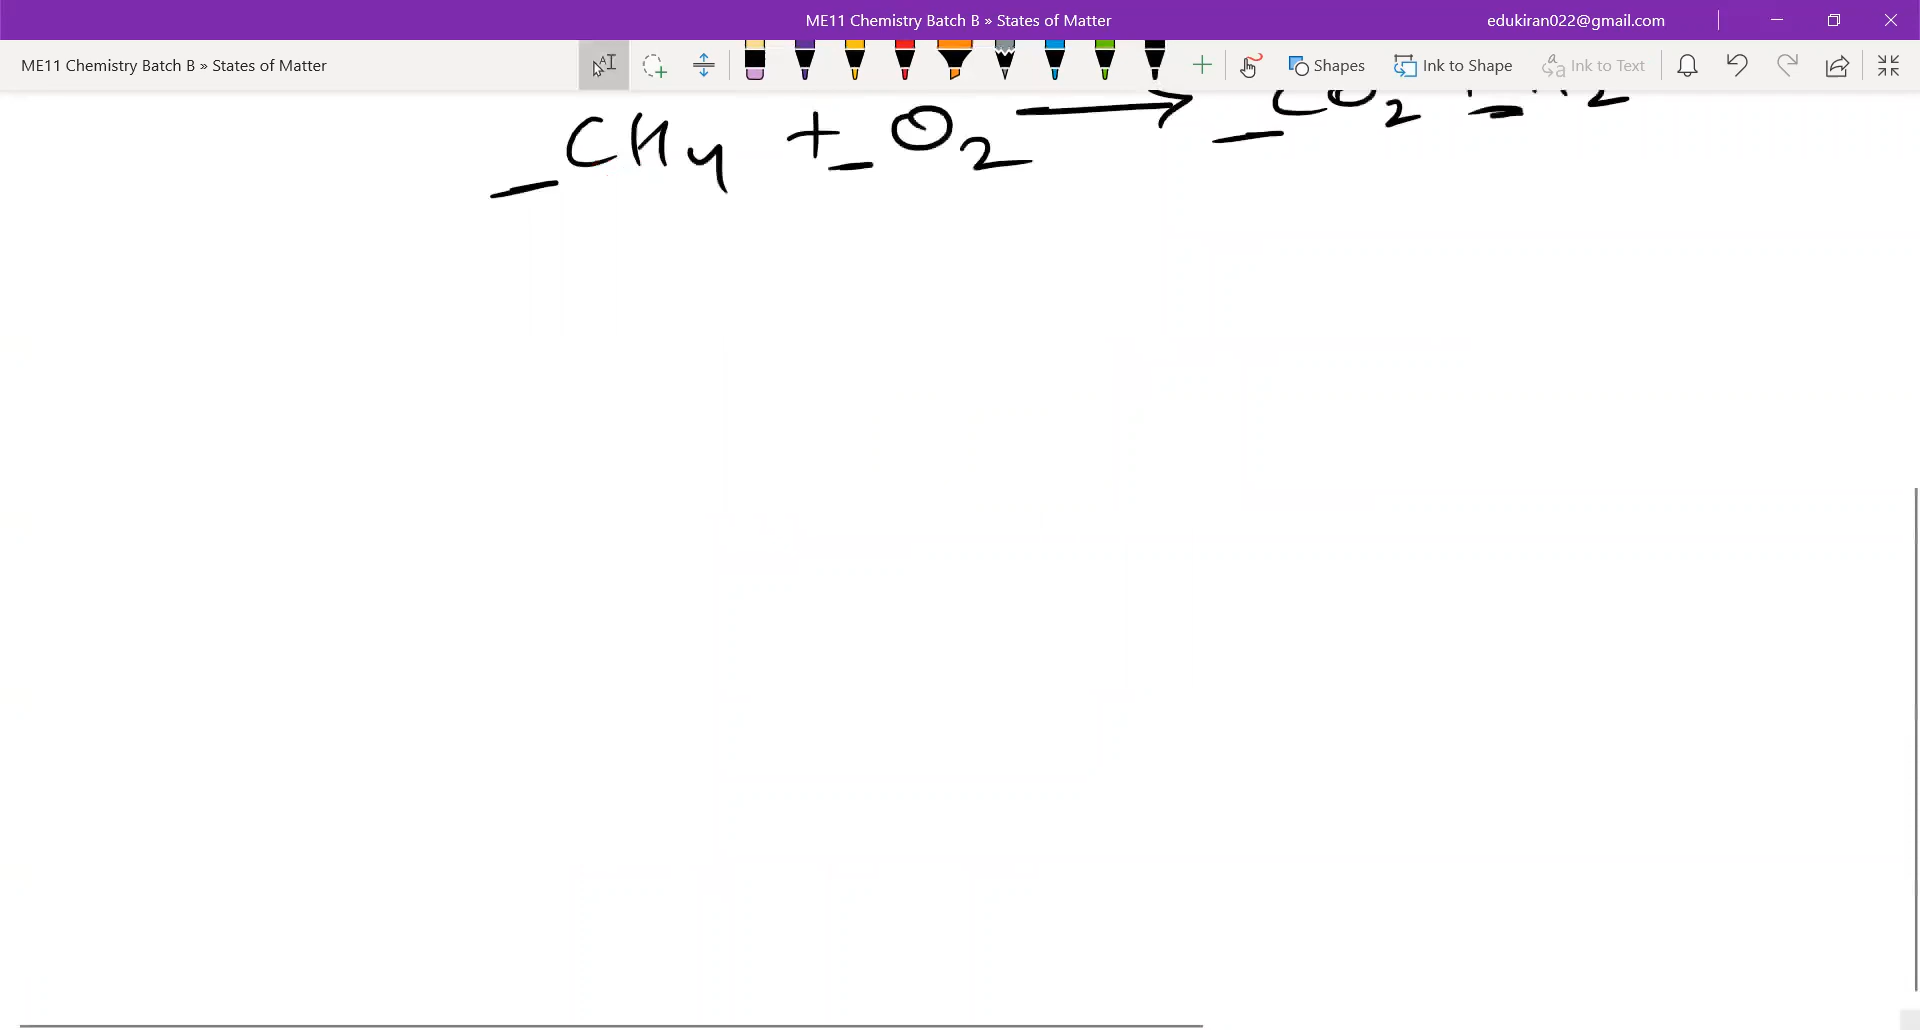 ME11 Chemistry Batch B » States of Matter edukiran022@gmail.com
ME11 Chemistry Batch B » States of Matter Shapes Ink to Shape Ink to Text
_CH4 + _O2 → _CO2 + _H2